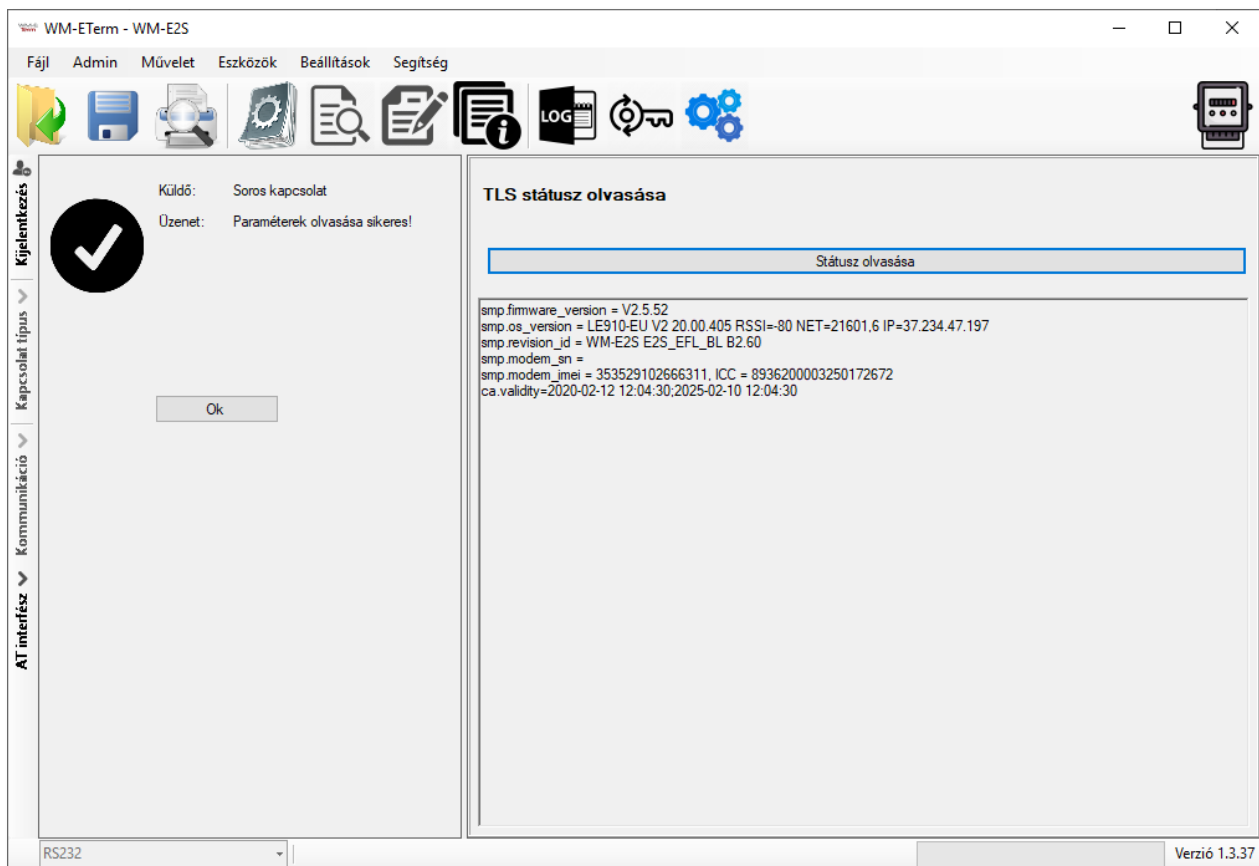 WM-ETerm - WM-E2S
Fájl Admin Művelet Eszközök Beállítások Segítség
LOG
Kijelentkezés
Kapcsolat típus
Kommunikáció
AT interfész
Küldő: Soros kapcsolat
Üzenet: Paraméterek olvasása sikeres!
Ok
TLS státusz olvasása
Státusz olvasása
smp.firmware_version = V2.5.52
smp.os_version = LE910-EU V2 20.00.405 RSSI=-80 NET=21601,6 IP=37.234.47.197
smp.revision_id = WM-E2S E2S_EFL_BL B2.60
smp.modem_sn =
smp.modem_imei = 353529102666311, ICC = 8936200003250172672
ca.validity=2020-02-12 12:04:30;2025-02-10 12:04:30
RS232
Verzió 1.3.37